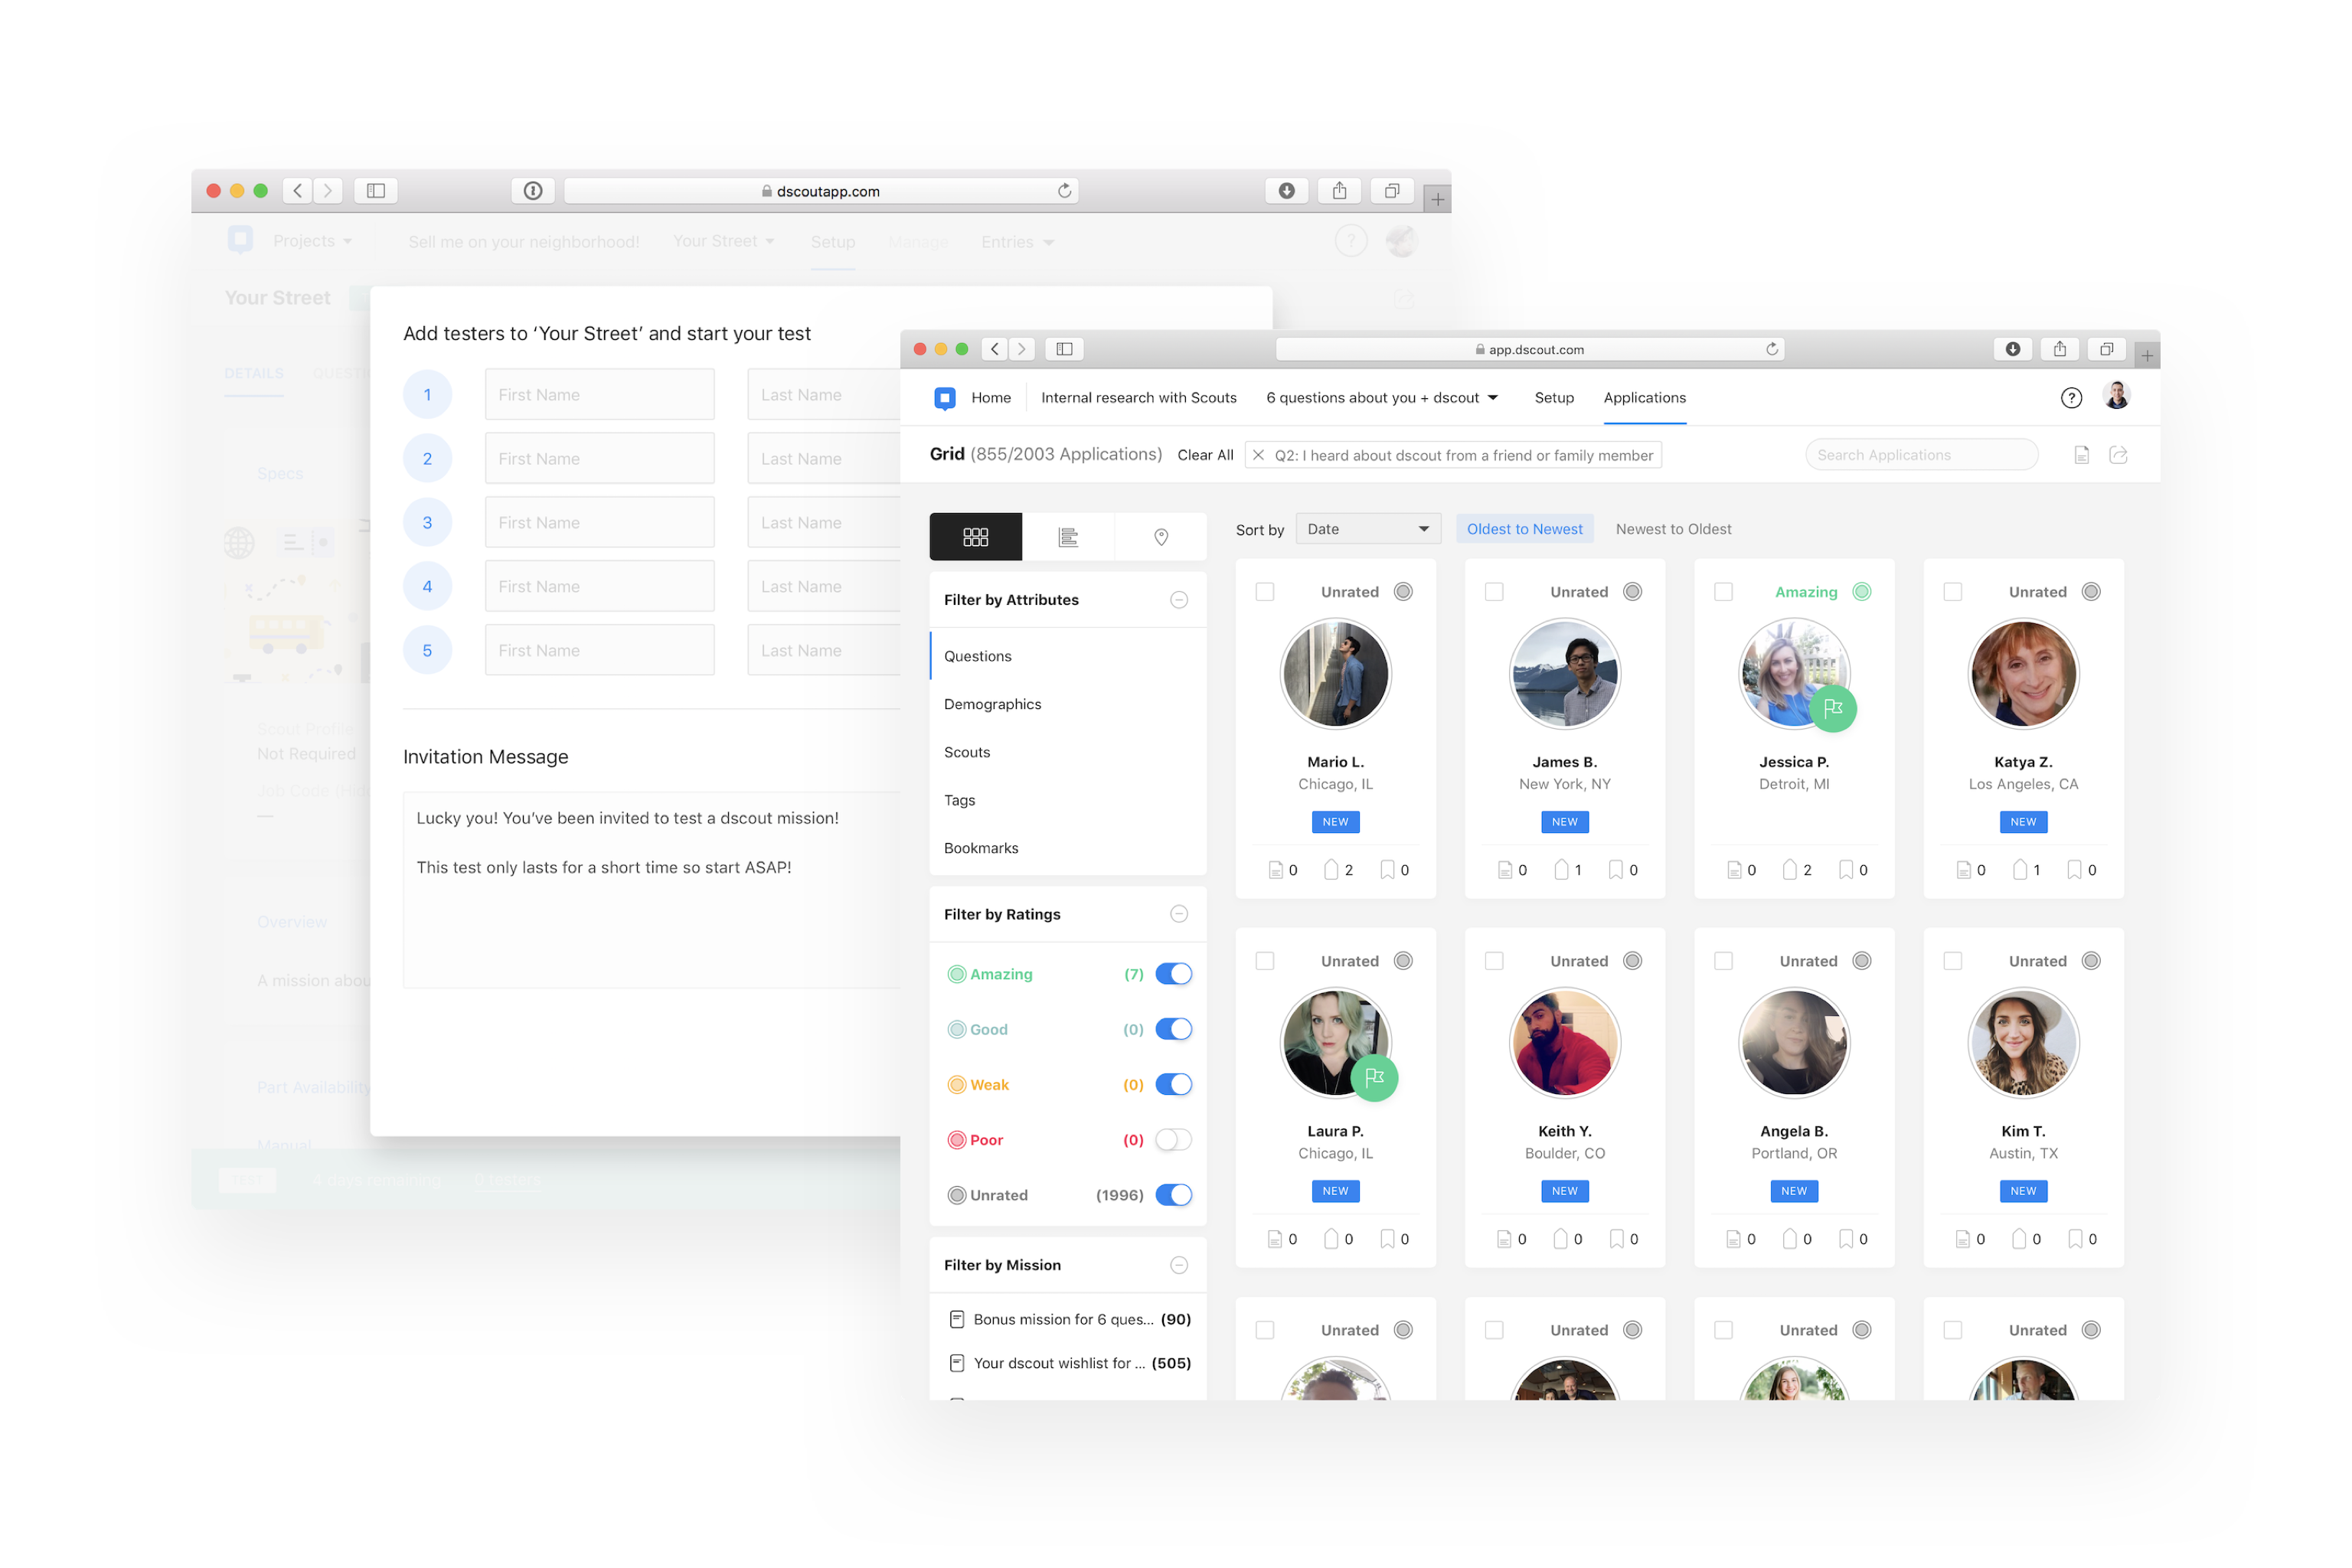 dscoutapp.com
Projects
Sell me on your neighborhood!
Your Street
Setup
Manage
Entries
?
Your Street
DETAILS
Specs
Scout Profile
Not Required
Job Code
—
Overview
A mission abou
Part Availability
Manual
TEST
4 days remaining
0 testers
Add testers to ‘Your Street’ and start your test
1 First Name Last Name
2 First Name Last Name
3 First Name Last Name
4 First Name Last Name
5 First Name Last Name
Invitation Message
Lucky you! You’ve been invited to test a dscout mission!
This test only lasts for a short time so start ASAP!
app.dscout.com
Home Internal research with Scouts 6 questions about you + dscout Setup Applications ?
Grid (855/2003 Applications) Clear All Q2: I heard about dscout from a friend or family member Search Applications
Filter by Attributes
Questions
Demographics
Scouts
Tags
Bookmarks
Filter by Ratings
Amazing (7)
Good (0)
Weak (0)
Poor (0)
Unrated (1996)
Filter by Mission
Bonus mission for 6 ques... (90)
Your dscout wishlist for ... (505)
Sort by Date Oldest to Newest Newest to Oldest
Unrated
Mario L.
Chicago, IL
NEW
0 2 0
Unrated
James B.
New York, NY
NEW
0 1 0
Amazing
Jessica P.
Detroit, MI
0 2 0
Unrated
Katya Z.
Los Angeles, CA
NEW
0 1 0
Unrated
Laura P.
Chicago, IL
NEW
0 0 0
Unrated
Keith Y.
Boulder, CO
NEW
0 0 0
Unrated
Angela B.
Portland, OR
NEW
0 0 0
Unrated
Kim T.
Austin, TX
NEW
0 0 0
Unrated
Unrated
Unrated
Unrated